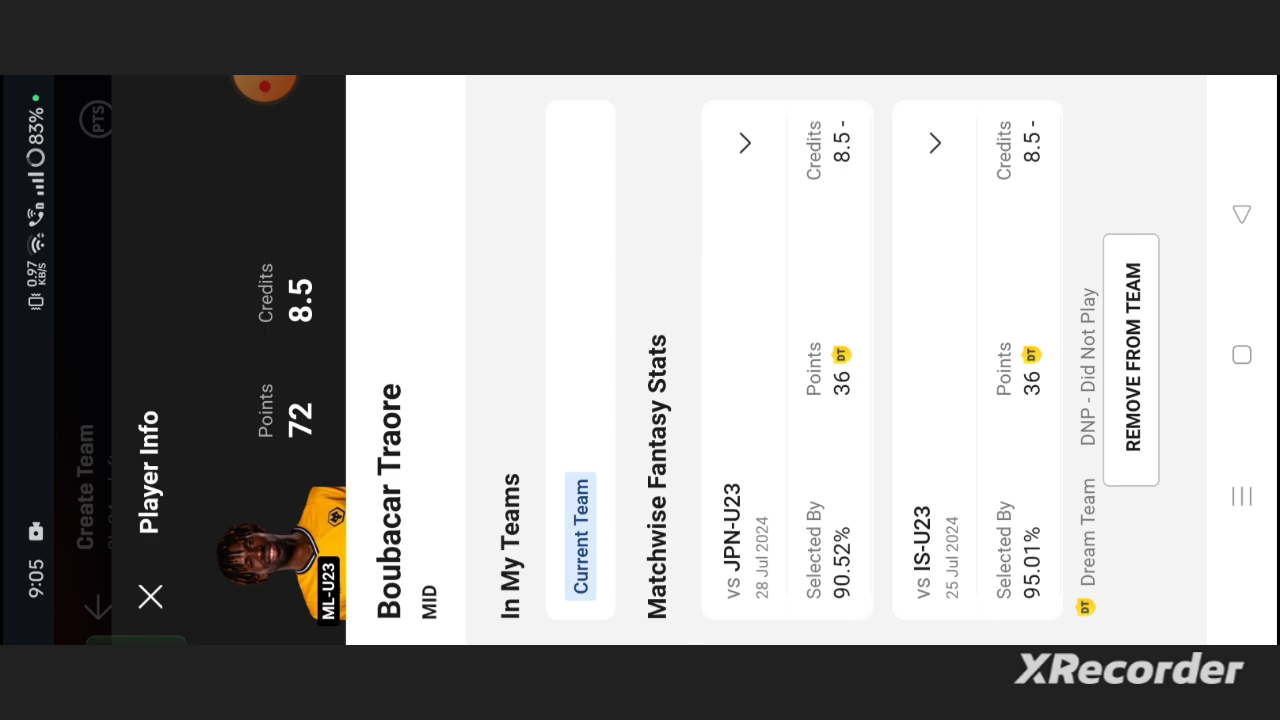 9:05
0.97
KB/S
83%
Create Team
PTS
Player Info
ML-U23
Points
Credits
72
8.5
Boubacar Traore
MID
In My Teams
Current Team
Matchwise Fantasy Stats
vs JPN-U23
28 Jul 2024
Selected By
Points
Credits
90.52%
36 DT
8.5 -
vs IS-U23
25 Jul 2024
Selected By
Points
Credits
95.01%
36 DT
8.5 -
DT Dream Team
DNP - Did Not Play
REMOVE FROM TEAM
XRecorder